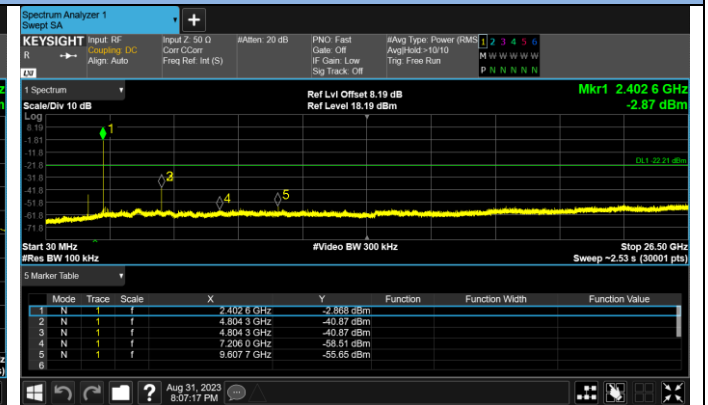 Spectrum Analyzer 1
Swept SA
+
KEYSIGHT Input: RF Input Z: 50 Ω #Atten: 20 dB PNO: Fast #Avg Type: Power (RMS 1 2 3 4 5 6
R Coupling: DC Corr CCorr Gate: Off Avg|Hold:>10/10 M W W W W W
Align: Auto Freq Ref: Int (S) IF Gain: Low Trig: Free Run
LXI Sig Track: Off P N N N N N
1 Spectrum Ref Lvl Offset 8.19 dB Mkr1 2.402 6 GHz
Scale/Div 10 dB Ref Level 18.19 dBm -2.87 dBm
Log
8.19
1
-1.81
-11.8
-21.8 DL1 -22.21 dBm
-31.8
-41.8
-51.8 4 5
-61.8
-71.8
Start 30 MHz #Video BW 300 kHz Stop 26.50 GHz
#Res BW 100 kHz Sweep ~2.53 s (30001 pts)
5 Marker Table
Mode Trace Scale X Y Function Function Width Function Value
1 N 1 f 2.402 6 GHz -2.868 dBm
2 N 1 f 4.804 3 GHz -40.87 dBm
3 N 1 f 4.804 3 GHz -40.87 dBm
4 N 1 f 7.206 0 GHz -58.51 dBm
5 N 1 f 9.607 7 GHz -55.65 dBm
6
? Aug 31, 2023
8:07:17 PM